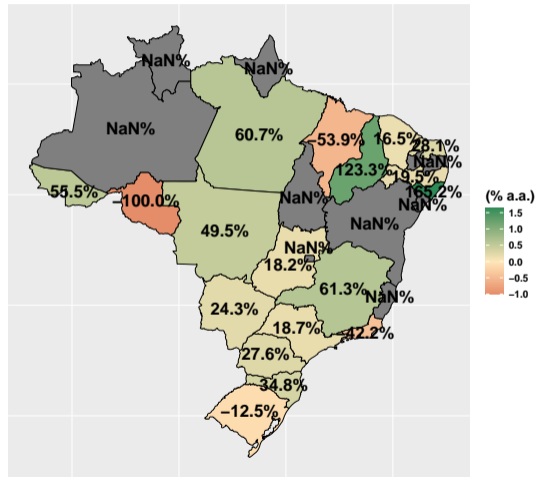 NaN%
NaN%
NaN%
60.7%
−53.9%
16.5%
28.1%
NaN%
123.3%
19.5%
165.2%
NaN%
55.5%
−100.0%
NaN%
NaN%
49.5%
NaN%
18.2%
61.3%
NaN%
24.3%
18.7%
−42.2%
27.6%
34.8%
−12.5%
(% a.a.)
1.5
1.0
0.5
0.0
−0.5
−1.0